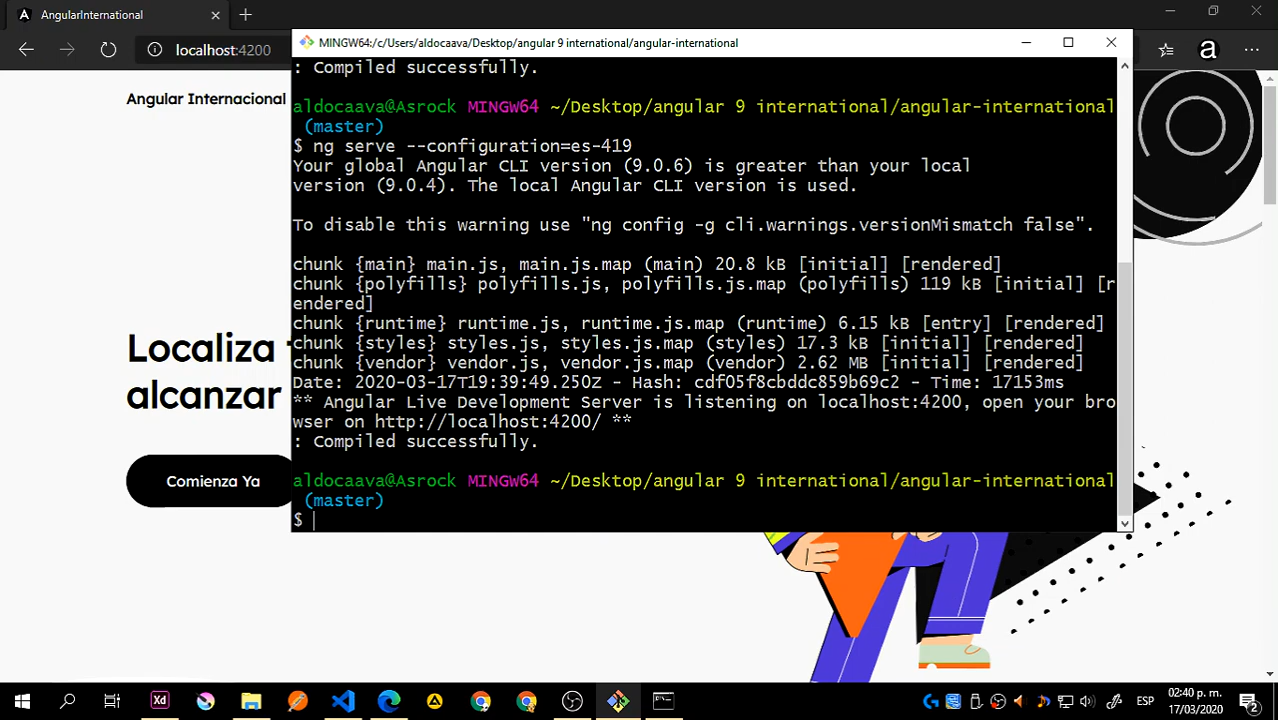 AngularInternational
localhost:4200
a
MINGW64:/c/Users/aldocaava/Desktop/angular 9 international/angular-international
Angular Internacional
Localiza
alcanzar
Comienza Ya
: Compiled successfully.
aldocaava@Asrock MINGW64 ~/Desktop/angular 9 international/angular-international
(master)
$ ng serve --configuration=es-419
Your global Angular CLI version (9.0.6) is greater than your local
version (9.0.4). The local Angular CLI version is used.
To disable this warning use "ng config -g cli.warnings.versionMismatch false".
chunk {main} main.js, main.js.map (main) 20.8 kB [initial] [rendered]
chunk {polyfills} polyfills.js, polyfills.js.map (polyfills) 119 kB [initial] [r
endered]
chunk {runtime} runtime.js, runtime.js.map (runtime) 6.15 kB [entry] [rendered]
chunk {styles} styles.js, styles.js.map (styles) 17.3 kB [initial] [rendered]
chunk {vendor} vendor.js, vendor.js.map (vendor) 2.62 MB [initial] [rendered]
Date: 2020-03-17T19:39:49.250Z - Hash: cdf05f8cbddc859b69c2 - Time: 17153ms
** Angular Live Development Server is listening on localhost:4200, open your bro
wser on http://localhost:4200/ **
: Compiled successfully.
aldocaava@Asrock MINGW64 ~/Desktop/angular 9 international/angular-international
(master)
$
Xd
ESP
02:40 p. m.
17/03/2020
2